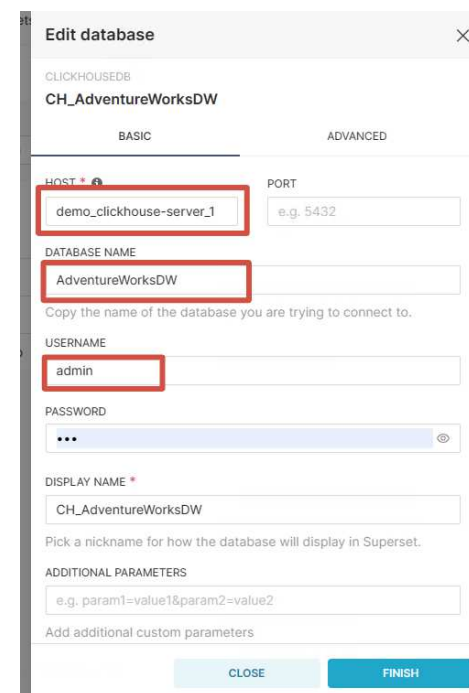 Edit database
CLICKHOUSEDB
CH_AdventureWorksDW
BASIC ADVANCED
HOST * PORT
demo_clickhouse-server_1 e.g. 5432
DATABASE NAME
AdventureWorksDW
Copy the name of the database you are trying to connect to.
USERNAME
admin
PASSWORD
•••
DISPLAY NAME *
CH_AdventureWorksDW
Pick a nickname for how the database will display in Superset.
ADDITIONAL PARAMETERS
e.g. param1=value1&param2=value2
Add additional custom parameters
CLOSE FINISH